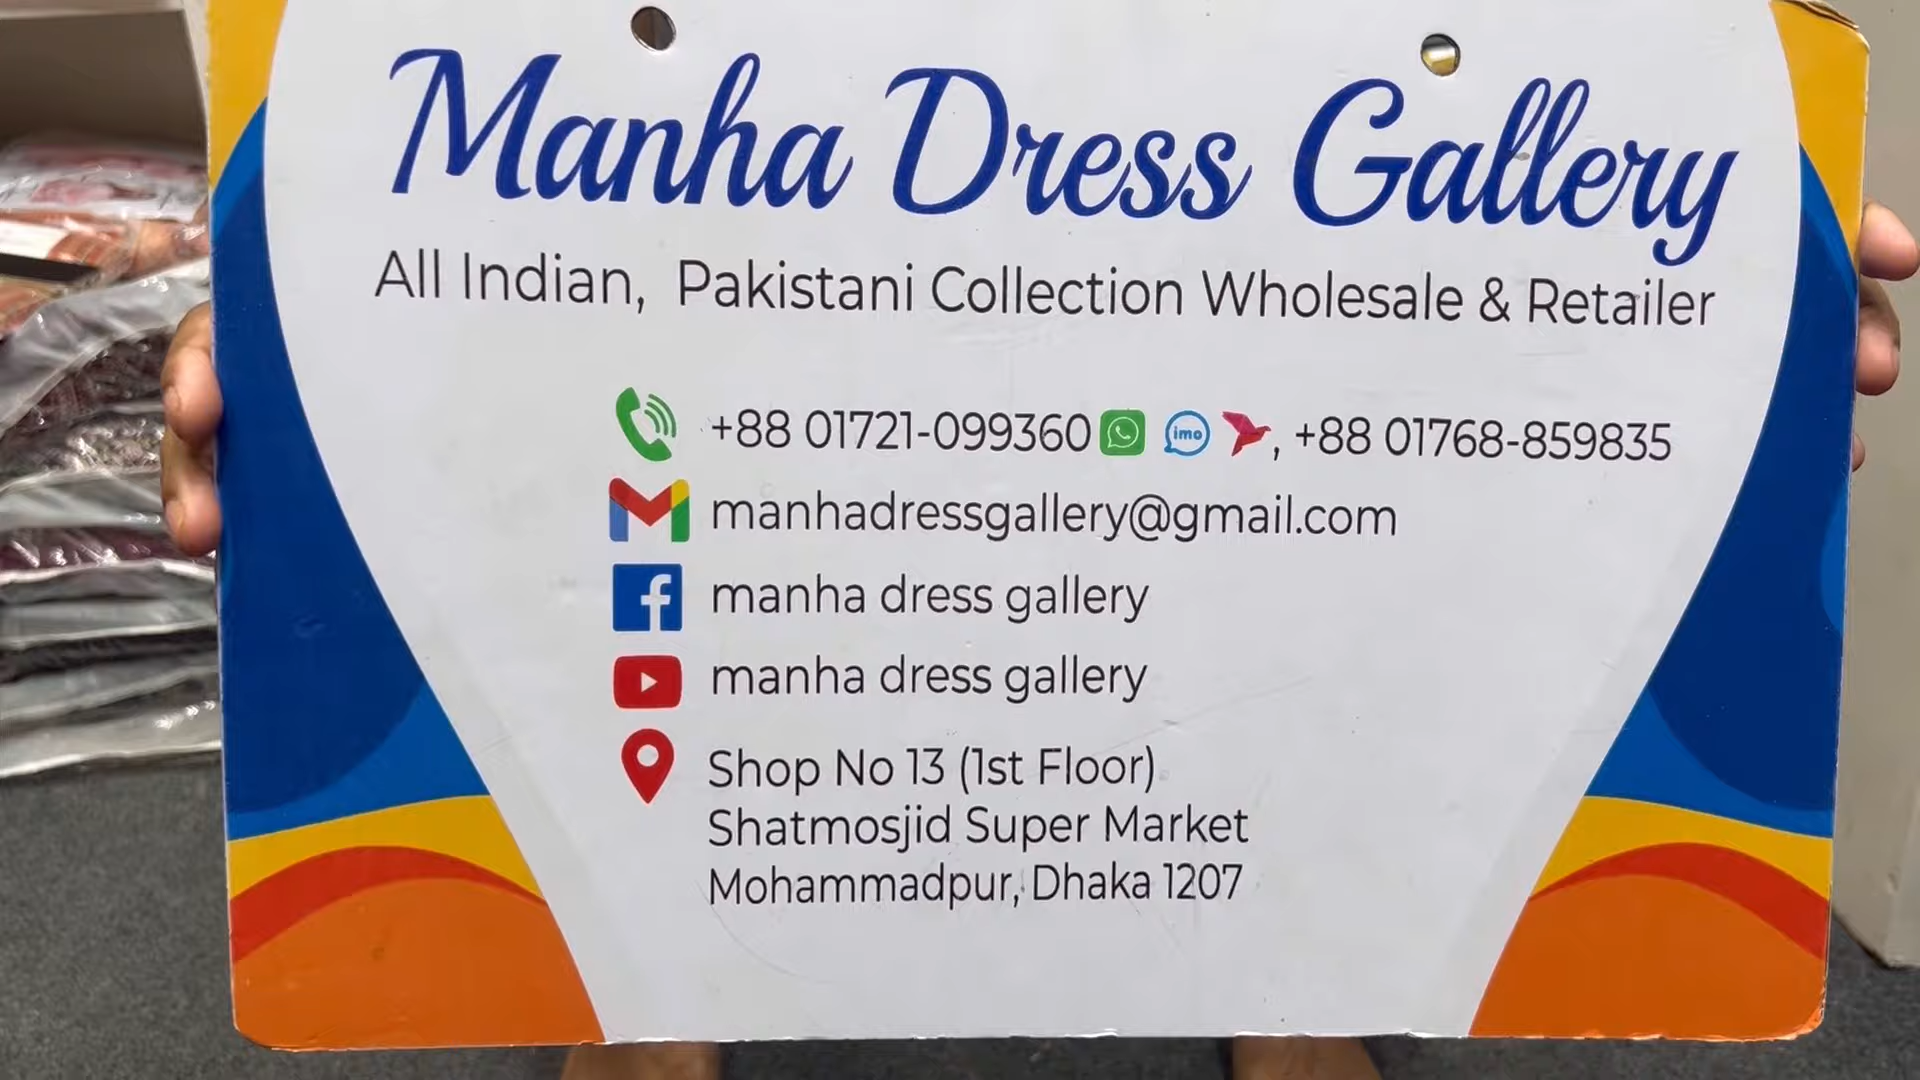 Manha Dress Gallery
All Indian, Pakistani Collection Wholesale & Retailer
+88 01721-099360 imo , +88 01768-859835
manhadressgallery@gmail.com
manha dress gallery
manha dress gallery
Shop No 13 (1st Floor)
Shatmosjid Super Market
Mohammadpur, Dhaka 1207